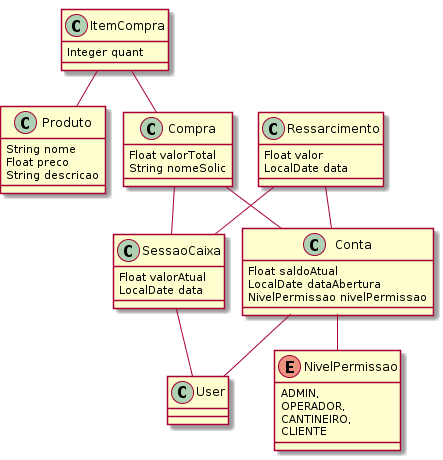 C ItemCompra
Integer quant
C Produto
String nome
Float preco
String descricao
C Compra
Float valorTotal
String nomeSolic
C Ressarcimento
Float valor
LocalDate data
C SessaoCaixa
Float valorAtual
LocalDate data
C Conta
Float saldoAtual
LocalDate dataAbertura
NivelPermissao nivelPermissao
C User
E NivelPermissao
ADMIN,
OPERADOR,
CANTINEIRO,
CLIENTE